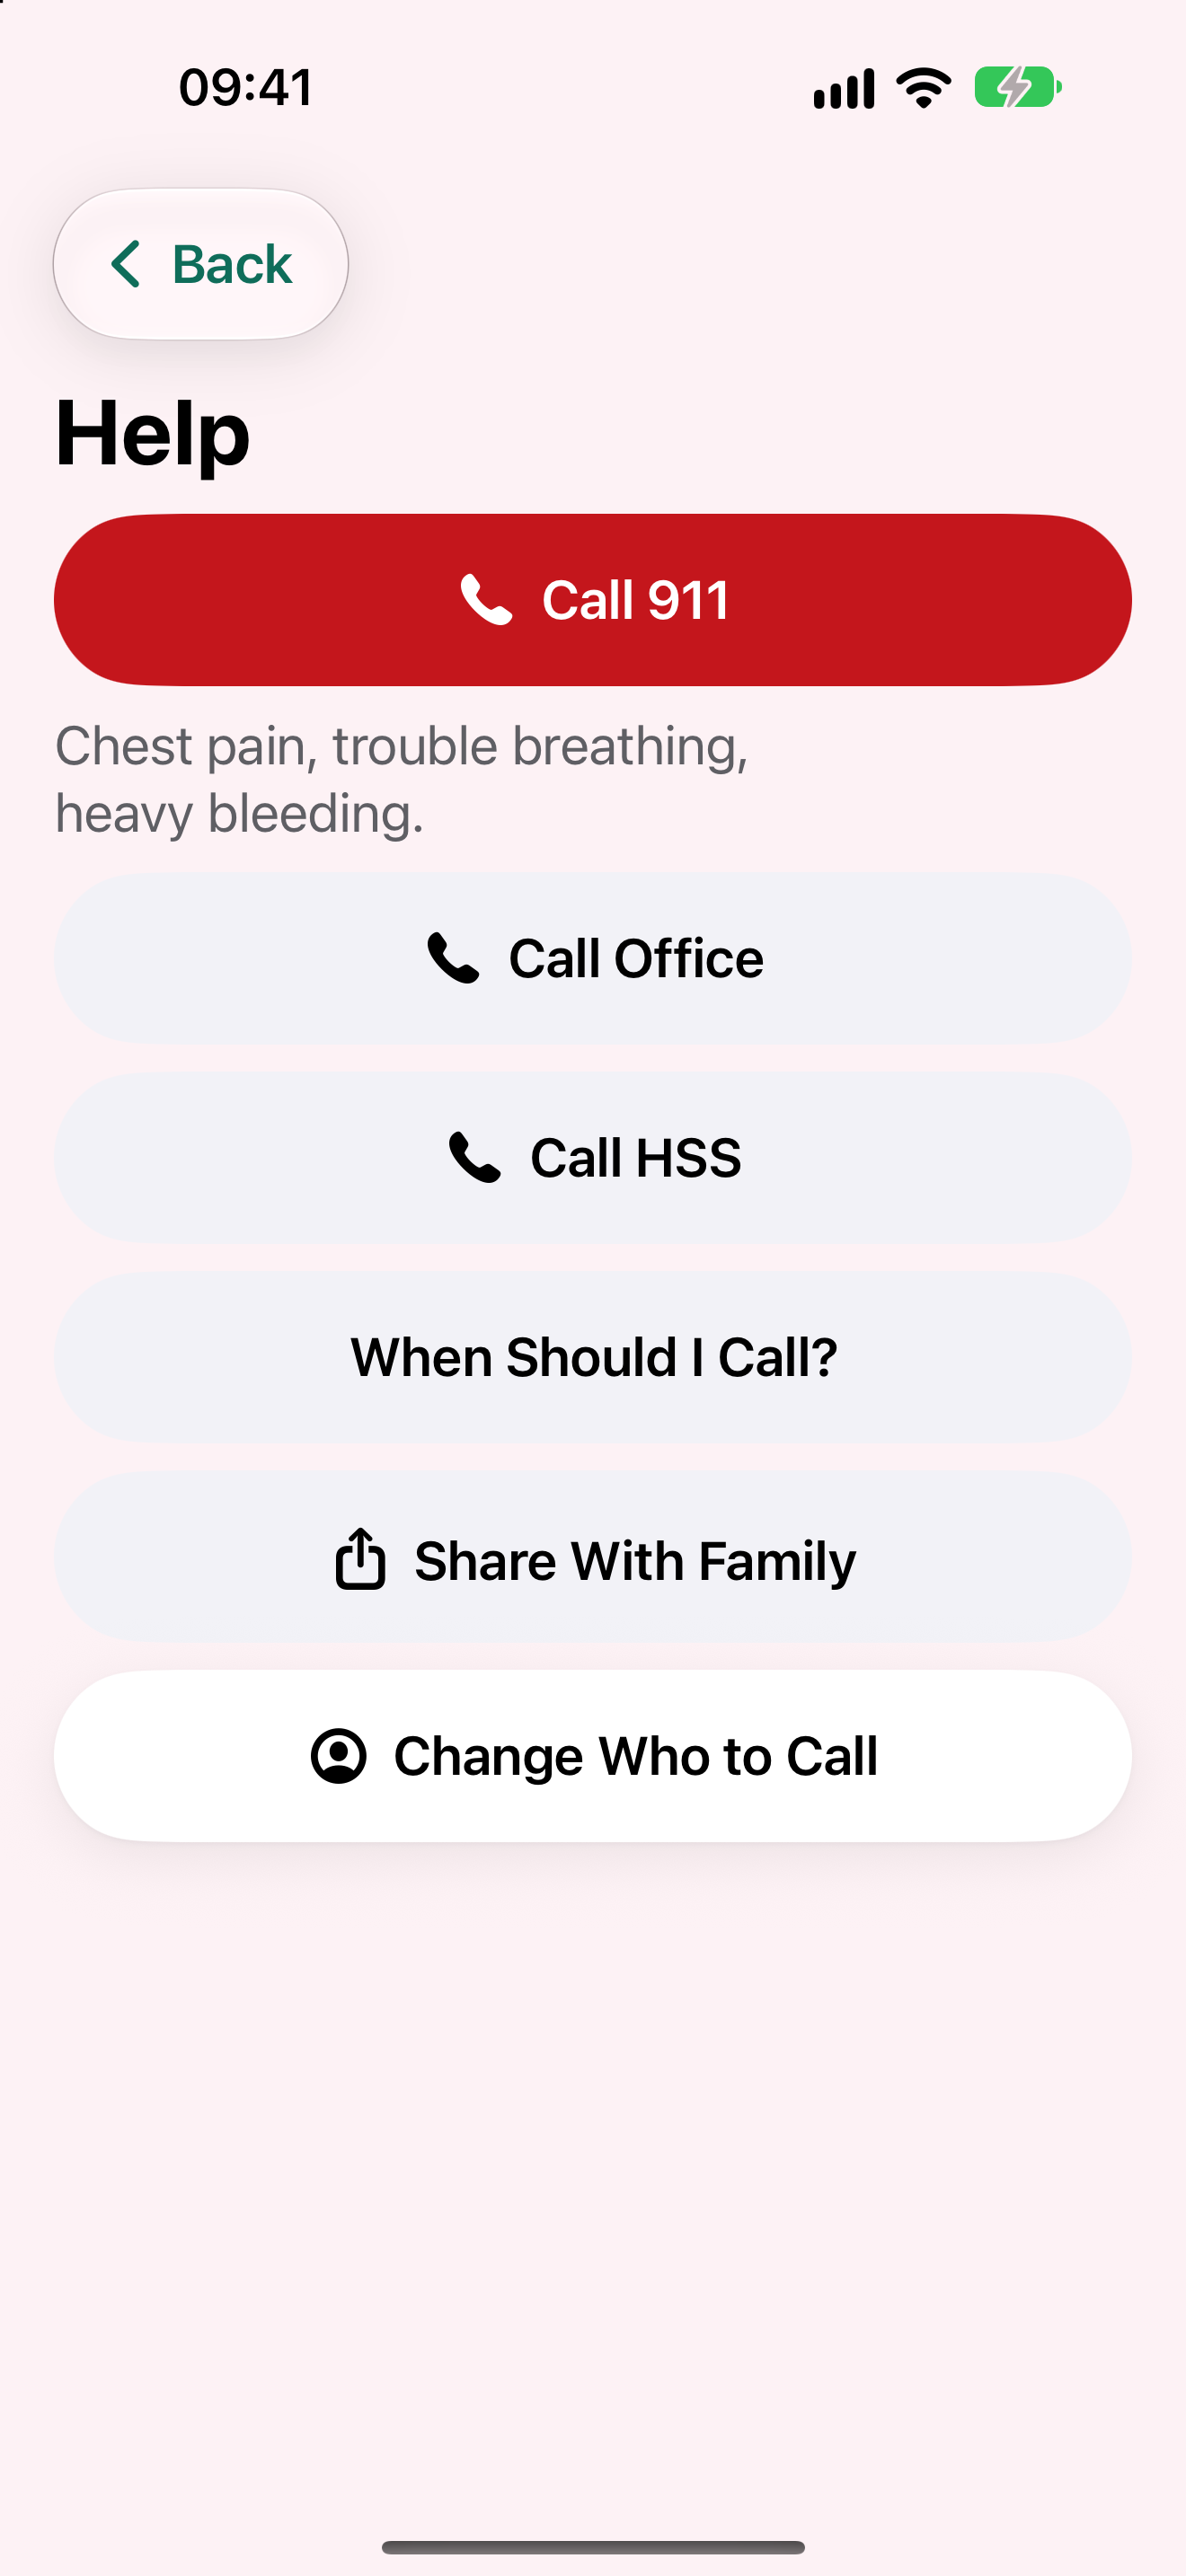 09:41
Back
Help
Call 911
Chest pain, trouble breathing,
heavy bleeding.
Call Office
Call HSS
When Should I Call?
Share With Family
Change Who to Call